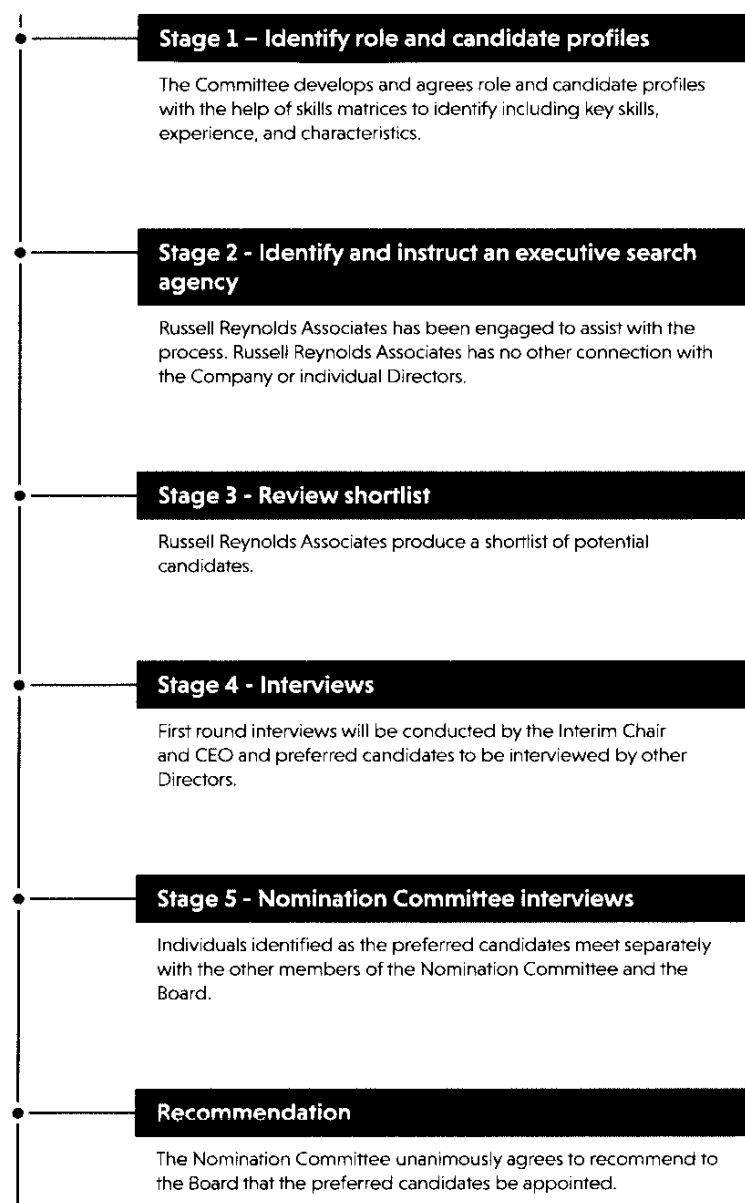 Stage 1 – Identify role and candidate profiles
The Committee develops and agrees role and candidate profiles
with the help of skills matrices to identify including key skills,
experience, and characteristics.
Stage 2 - Identify and instruct an executive search
agency
Russell Reynolds Associates has been engaged to assist with the
process. Russell Reynolds Associates has no other connection with
the Company or individual Directors.
Stage 3 - Review shortlist
Russell Reynolds Associates produce a shortlist of potential
candidates.
Stage 4 - Interviews
First round interviews will be conducted by the Interim Chair
and CEO and preferred candidates to be interviewed by other
Directors.
Stage 5 - Nomination Committee interviews
Individuals identified as the preferred candidates meet separately
with the other members of the Nomination Committee and the
Board.
Recommendation
The Nomination Committee unanimously agrees to recommend to
the Board that the preferred candidates be appointed.